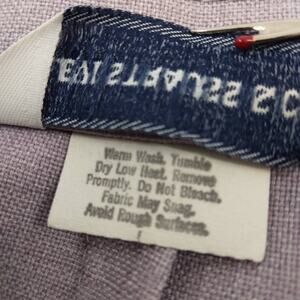 Warm Wash. Tumble
Dry Low Heat. Remove
Promptly. Do Not Bleach.
Fabric May Snag.
Avoid Rough Surfaces.